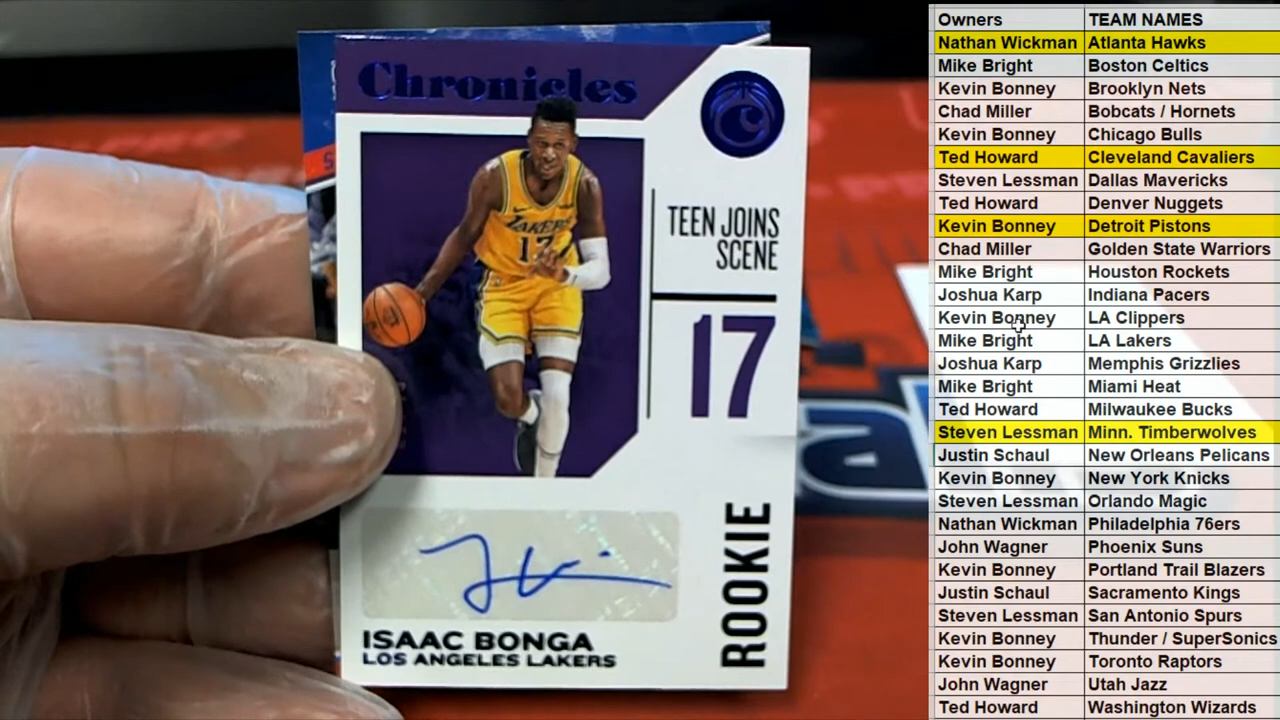 Chronicles
TEEN JOINS
SCENE
17
LAKERS
17
ROOKIE
ISAAC BONGA
LOS ANGELES LAKERS
Owners TEAM NAMES
Nathan Wickman Atlanta Hawks
Mike Bright Boston Celtics
Kevin Bonney Brooklyn Nets
Chad Miller Bobcats / Hornets
Kevin Bonney Chicago Bulls
Ted Howard Cleveland Cavaliers
Steven Lessman Dallas Mavericks
Ted Howard Denver Nuggets
Kevin Bonney Detroit Pistons
Chad Miller Golden State Warriors
Mike Bright Houston Rockets
Joshua Karp Indiana Pacers
Kevin Bonney LA Clippers
Mike Bright LA Lakers
Joshua Karp Memphis Grizzlies
Mike Bright Miami Heat
Ted Howard Milwaukee Bucks
Steven Lessman Minn. Timberwolves
Justin Schaul New Orleans Pelicans
Kevin Bonney New York Knicks
Steven Lessman Orlando Magic
Nathan Wickman Philadelphia 76ers
John Wagner Phoenix Suns
Kevin Bonney Portland Trail Blazers
Justin Schaul Sacramento Kings
Steven Lessman San Antonio Spurs
Kevin Bonney Thunder / SuperSonics
Kevin Bonney Toronto Raptors
John Wagner Utah Jazz
Ted Howard Washington Wizards